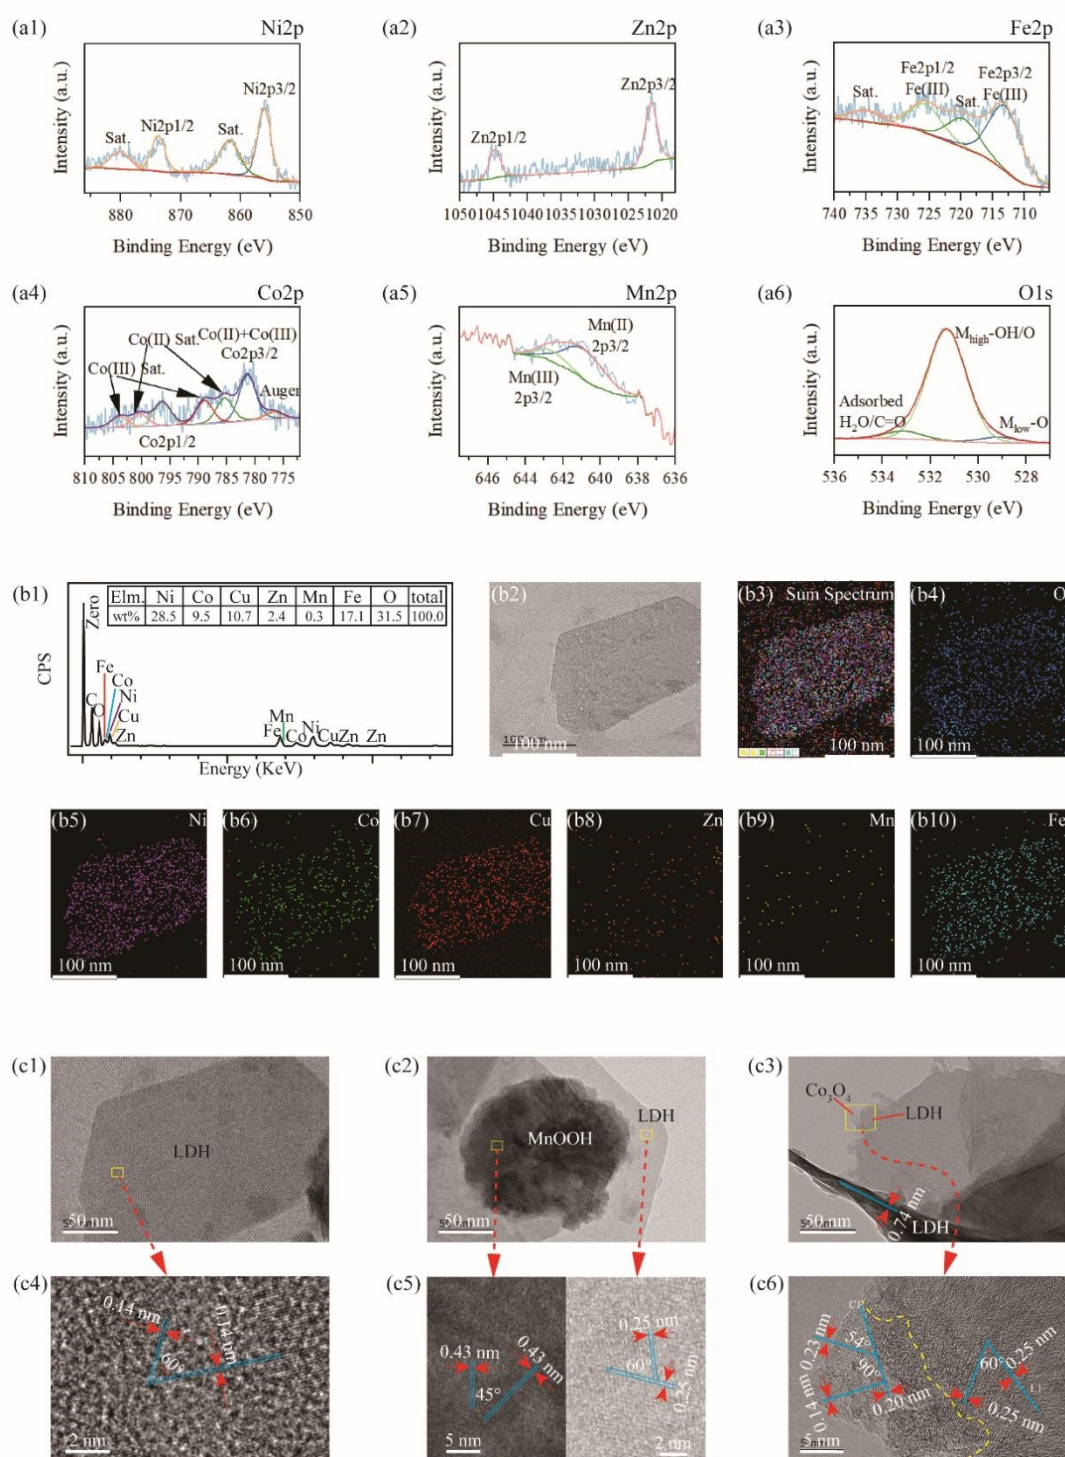 (a1) Ni2p
Intensity (a.u.)
Sat.
Ni2p1/2
Sat.
Ni2p3/2
880 870 860 850
Binding Energy (eV)
(a2) Zn2p
Intensity (a.u.)
Zn2p1/2
Zn2p3/2
1050 1045 1040 1035 1030 1025 1020
Binding Energy (eV)
(a3) Fe2p
Intensity (a.u.)
Sat.
Fe2p1/2
Fe(III)
Sat.
Fe2p3/2
Fe(III)
740 735 730 725 720 715 710
Binding Energy (eV)
(a4) Co2p
Intensity (a.u.)
Co(III) Sat.
Co(II) Sat.
Co(II)+Co(III)
Co2p3/2
Auger
Co2p1/2
810 805 800 795 790 785 780 775
Binding Energy (eV)
(a5) Mn2p
Intensity (a.u.)
Mn(II)
2p3/2
Mn(III)
2p3/2
646 644 642 640 638 636
Binding Energy (eV)
(a6) O1s
Intensity (a.u.)
Mhigh-OH/O
Adsorbed
H2O/C=O
Mlow-O
536 534 532 530 528
Binding Energy (eV)
(b1)
Elm. Ni Co Cu Zn Mn Fe O total
wt% 28.5 9.5 10.7 2.4 0.3 17.1 31.5 100.0
CPS
Zero
C
O
Fe
Co
Ni
Cu
Zn
Fe
Mn
Co
Ni
Cu
Zn
Zn
Energy (KeV)
(b2)
100 nm
(b3) Sum Spectrum
100 nm
(b4) O
100 nm
(b5) Ni
100 nm
(b6) Co
100 nm
(b7) Cu
100 nm
(b8) Zn
100 nm
(b9) Mn
100 nm
(b10) Fe
100 nm
(c1)
LDH
50 nm
(c2)
MnOOH
LDH
50 nm
(c3)
Co3O4
LDH
0.74 nm
LDH
50 nm
(c4)
0.14 nm
0.14 nm
60°
2 nm
(c5)
0.43 nm
0.43 nm
45°
5 nm
0.25 nm
60°
0.25 nm
2 nm
(c6)
0.23 nm
54°
90°
0.14 nm
0.20 nm
60°
0.25 nm
0.25 nm
5 nm